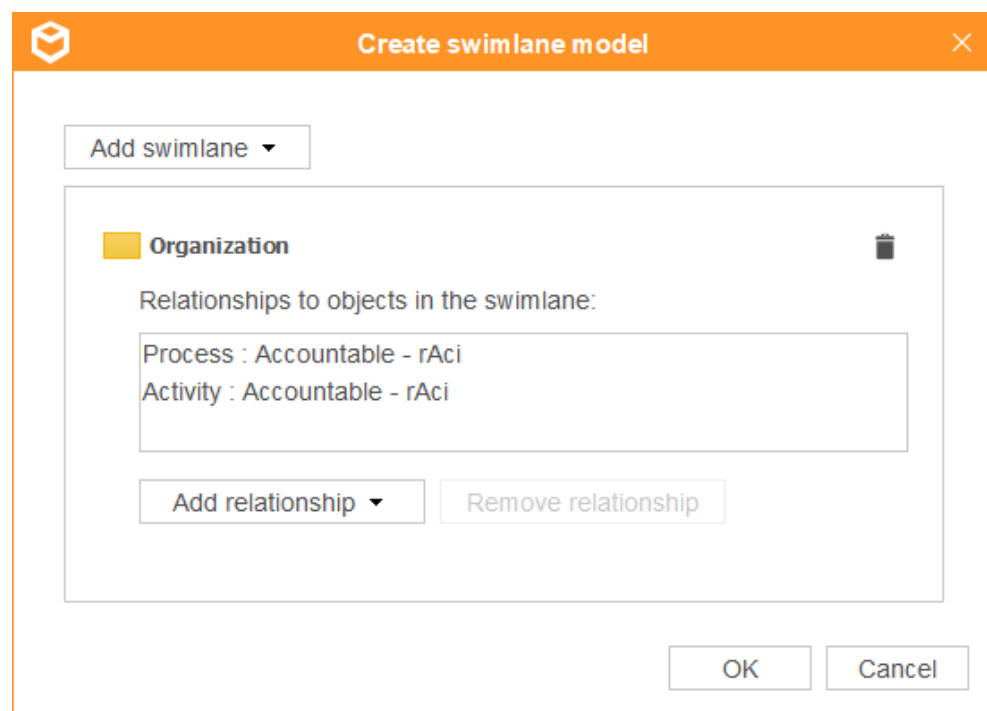 Create swimlane model
Add swimlane
Organization
Relationships to objects in the swimlane:
Process : Accountable - rAci
Activity : Accountable - rAci
Add relationship
Remove relationship
OK
Cancel